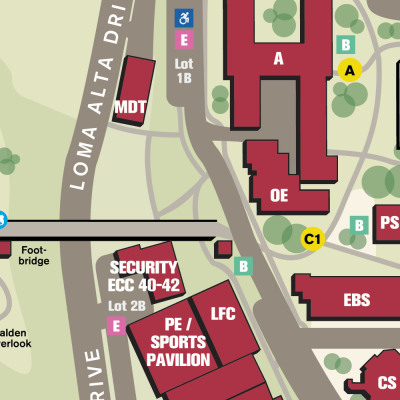 LOMA ALTA DRI
E
Lot
1B
A
B
A
MDT
OE
B
PS
C1
Foot-
bridge
B
SECURITY
ECC 40-42
Lot 2B
E
LFC
PE /
SPORTS
PAVILION
EBS
alden
erlook
RIVE
CS